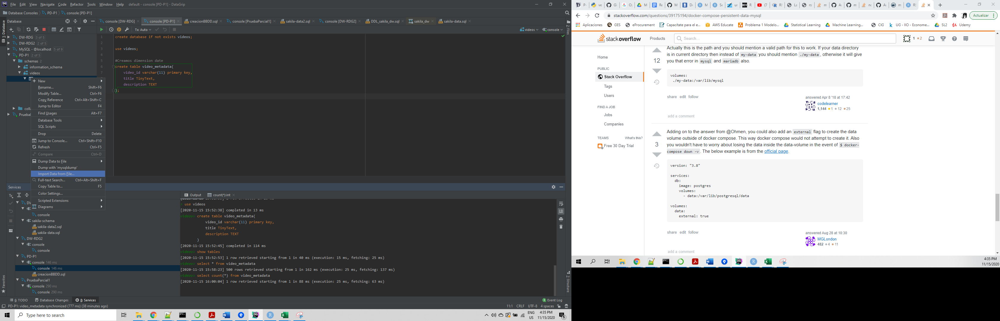 File Edit View Navigate Code Refactor Tools Window Help default - console [PD-P1] - DataGrip
Database Consoles PD-P1 console [PD-P1]
Database
console [DW-RDG] console [PD-P1] creacionBBDD.sql console [PruebaParcial1] sakila-data2.sql console [DW-RDG2] DDL_sakila_dw.sql sakila_dw sakila-data.sql
Tx: Auto videos console
1: Database
2: Files
DW-RDG 3 of 5
DW-RDG2 2 of 5
MySQL - @localhost 5 of 9
PD-P1 2 of 5
schemas 2
information_schema
videos
New
Rename... Shift+F6
Modify Table... Ctrl+F6
Copy Reference Ctrl+Alt+Shift+C
Jump to Editor F4
Find Usages Alt+F7
Database Tools
SQL Scripts
Drop Delete
Jump to Console... Ctrl+Shift+F10
Refresh Ctrl+F5
Compare Ctrl+D
Dump Data to File
Dump with 'mysqldump'
Import Data from File...
Full-text Search... Ctrl+Alt+Shift+F
Copy Table to... F5
Color Settings...
Scripted Extensions
Diagrams
1 create database if not exists videos;
2
3 use videos;
4
5 #Creamos dimension date
6 create table video_metadata(
7 video_id varchar(11) primary key,
title TinyText,
description TEXT
);
Services
Tx
console
sakila-schema
sakila-data2.sql
sakila-data.sql
DW-RDG2
console
console
PD-P1
console 146 ms
console 146 ms
creacionBBDD.sql
PruebaParcial1
console 290 ms
console 290 ms
Output count(*):int
> use videos
[2020-11-15 15:52:38] completed in 13 ms
videos> create table video_metadata(
video_id varchar(11) primary key,
title TinyText,
description TEXT
)
[2020-11-15 15:52:45] completed in 114 ms
videos> show tables
[2020-11-15 15:52:53] 1 row retrieved starting from 1 in 40 ms (execution: 15 ms, fetching: 25 ms)
videos> select * from video_metadata
[2020-11-15 15:58:23] 500 rows retrieved starting from 1 in 162 ms (execution: 25 ms, fetching: 137 ms)
videos> select count(*) from video_metadata
[2020-11-15 16:00:04] 1 row retrieved starting from 1 in 88 ms (execution: 25 ms, fetching: 63 ms)
Favorites
7: Structure
6: TODO Database Changes 8: Services 3 Event Log
PD-P1: video_metadata synchronized (777 ms) (38 minutes ago) 11:1 CRLF UTF-8 4 spaces
Type here to search
ENG US 4:35 PM 11/15/2020 6
stackoverflow.com/questions/39175194/docker-compose-persistent-data-mysql Actualizar
Aplicaciones GES eProcurement Capacítate para el e... AWS Educate Problema 1 Modelo... Statistical Learning Machine Learning... CIG UG - IIO - Econome... SL2 Udemy
stackoverflow Products Search... 1 2
Home
PUBLIC
Stack Overflow
Tags
Users
FIND A JOB
Jobs
Companies
TEAMS What's this?
Free 30 Day Trial
Actually this is the path and you should mention a valid path for this to work. If your data directory
is in current directory then instead of my-data you should mention ./my-data, otherwise it will give
you that error in mysql and mariadb also.
12
volumes:
./my-data:/var/lib/mysql
share edit follow
answered Apr 8 '18 at 17:42
codelearner
1,144 1 12 25
add a comment
Adding on to the answer from @Ohmen, you could also add an external flag to create the data
volume outside of docker compose. This way docker compose would not attempt to create it. Also
you wouldn't have to worry about losing the data inside the data-volume in the event of $ docker-
compose down -v. The below example is from the official page.
3
version: "3.8"
services:
db:
image: postgres
volumes:
- data:/var/lib/postgresql/data
volumes:
data:
external: true
share edit follow
answered Aug 28 at 10:30
MGLondon
482 4 11
add a comment
4:35 PM
11/15/2020